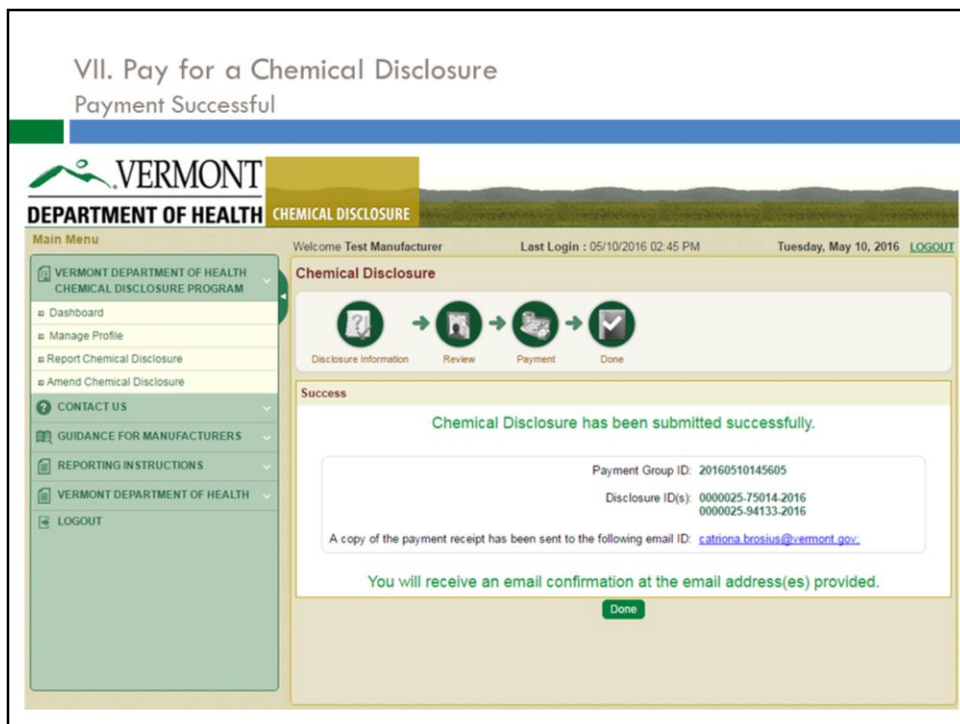 VII. Pay for a Chemical Disclosure
Payment Successful
VERMONT
DEPARTMENT OF HEALTH
CHEMICAL DISCLOSURE
Main Menu
Welcome Test Manufacturer Last Login : 05/10/2016 02:45 PM Tuesday, May 10, 2016 LOGOUT
VERMONT DEPARTMENT OF HEALTH
CHEMICAL DISCLOSURE PROGRAM
Dashboard
Manage Profile
Report Chemical Disclosure
Amend Chemical Disclosure
CONTACT US
GUIDANCE FOR MANUFACTURERS
REPORTING INSTRUCTIONS
VERMONT DEPARTMENT OF HEALTH
LOGOUT
Chemical Disclosure
Disclosure Information Review Payment Done
Success
Chemical Disclosure has been submitted successfully.
Payment Group ID: 20160510145605
Disclosure ID(s): 0000025-75014-2016
0000025-94133-2016
A copy of the payment receipt has been sent to the following email ID: catriona.brosius@vermont.gov;
You will receive an email confirmation at the email address(es) provided.
Done